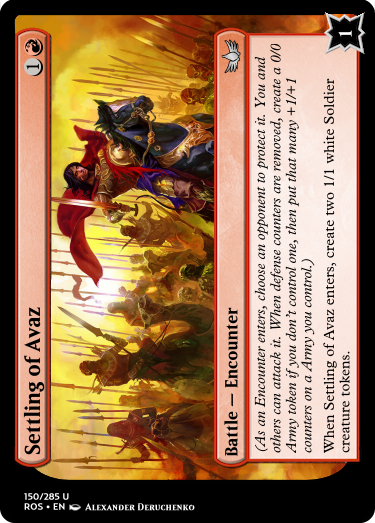 Settling of Avaz
1
Battle — Encounter
(As an Encounter enters, choose an opponent to protect it. You and
others can attack it. When defense counters are removed, create a 0/0
Army token if you don't control one, then put that many +1/+1
counters on a Army you control.)
When Settling of Avaz enters, create two 1/1 white Soldier
creature tokens.
1
150/285 U
ROS • EN Alexander Deruchenko